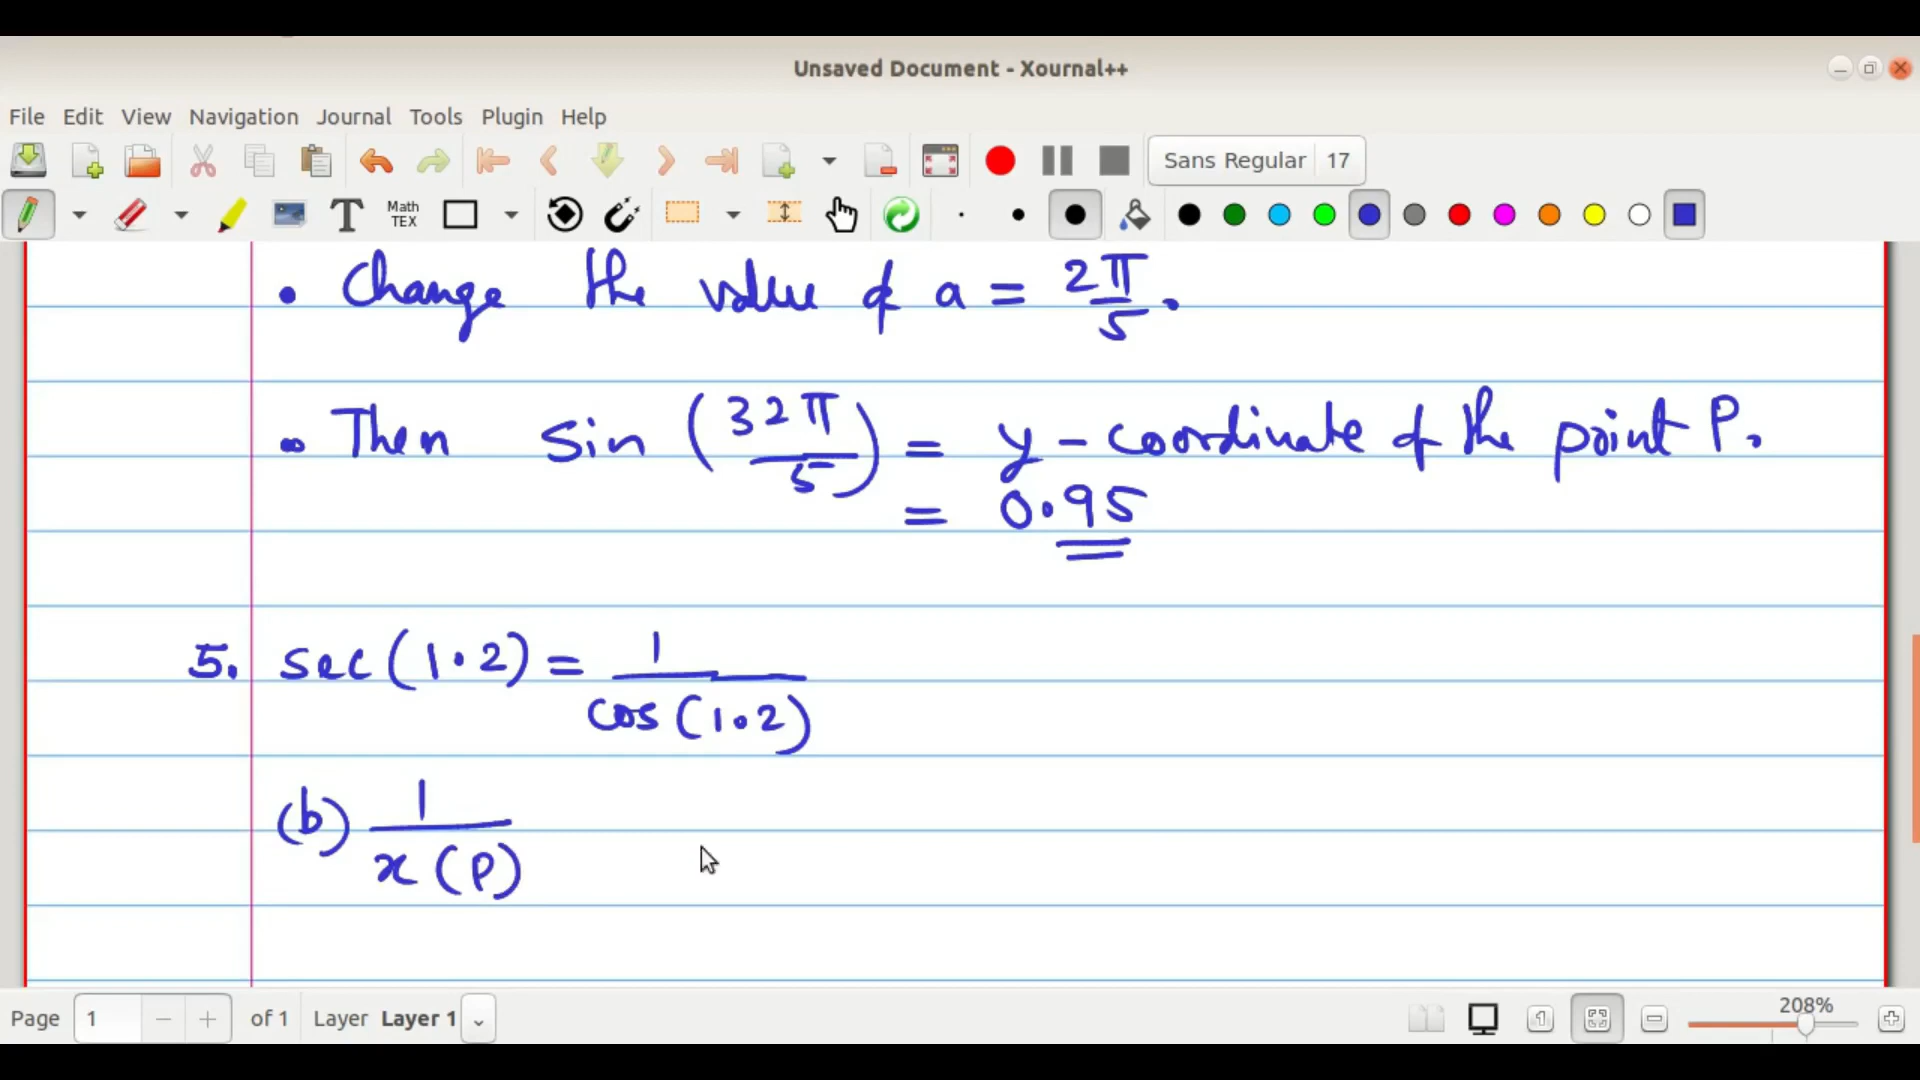 Unsaved Document - Xournal++
File Edit View Navigation Journal Tools Plugin Help
Sans Regular 17
Math TEX
• Change the value of a = 2π/5.
• Then sin (32π/5) = y - coordinate of the point P.
= 0.95
5. sec(1.2) = 1/cos(1.2)
(b) 1/x(P)
Page 1 of 1 Layer Layer 1 208%